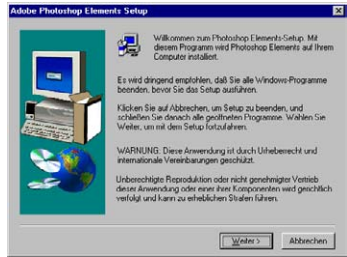 Adobe Photoshop Elements Setup
Willkommen zum Photoshop Elements-Setup. Mit
diesem Programm wird Photoshop Elements auf Ihrem
Computer installiert.
Es wird dringend empfohlen, daß Sie alle Windows-Programme
beenden, bevor Sie das Setup ausführen.
Klicken Sie auf Abbrechen, um Setup zu beenden, und
schließen Sie danach alle geöffneten Programme. Wählen Sie
Weiter, um mit dem Setup fortzufahren.
WARNUNG: Diese Anwendung ist durch Urheberrecht und
internationale Vereinbarungen geschützt.
Unberechtigte Reproduktion oder nicht genehmigter Vertrieb
dieser Anwendung oder einer ihrer Komponenten wird gerichtlich
verfolgt und kann zu erheblichen Strafen führen.
Weiter > Abbrechen